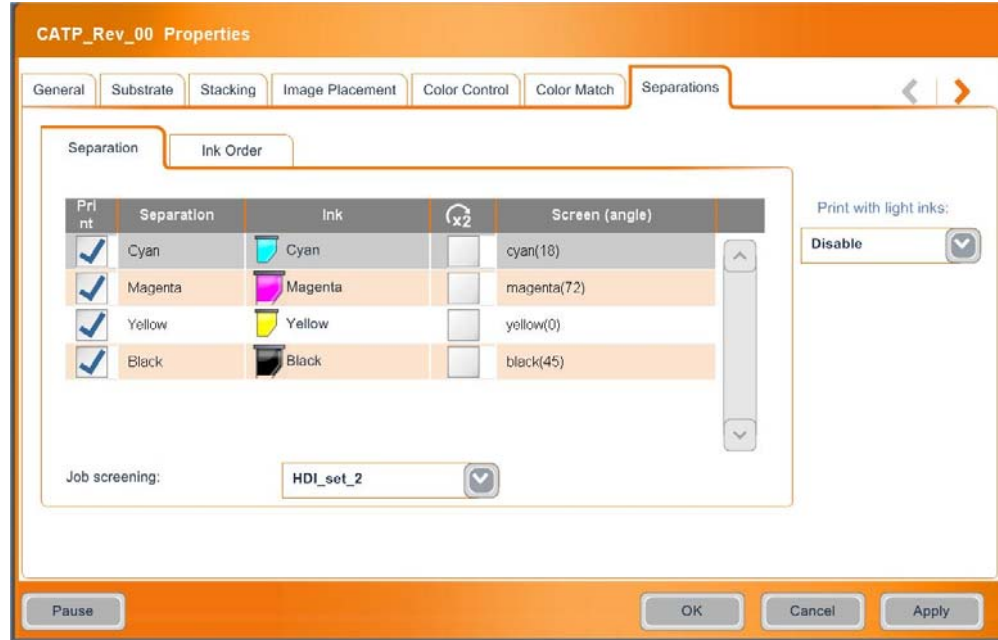 CATP_Rev_00 Properties
General Substrate Stacking Image Placement Color Control Color Match Separations
Separation Ink Order
Pri
nt Separation Ink x2 Screen (angle)
Print with light inks:
Disable
Cyan Cyan cyan(18)
Magenta Magenta magenta(72)
Yellow Yellow yellow(0)
Black Black black(45)
Job screening: HDI_set_2
Pause OK Cancel Apply